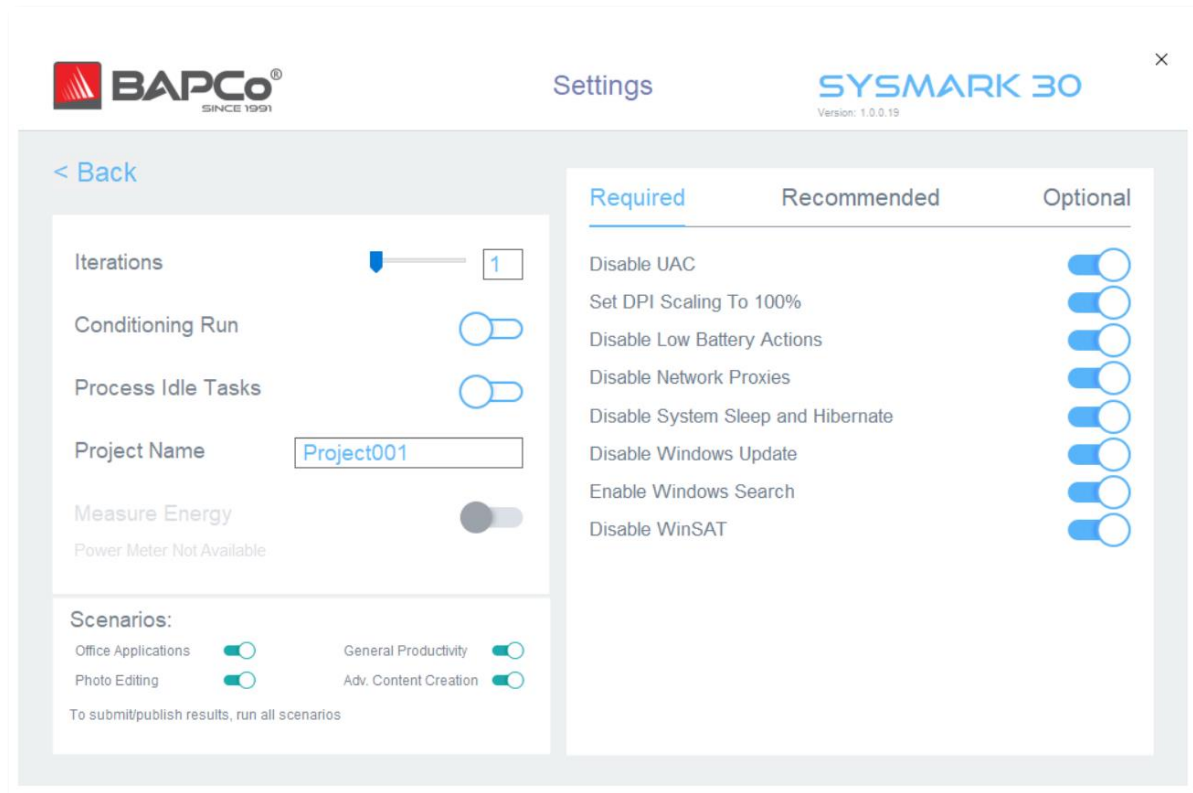 BAPCo®
SINCE 1991
Settings
SYSMARK 30
Version: 1.0.0.19
×
< Back
Iterations 1
Conditioning Run
Process Idle Tasks
Project Name Project001
Measure Energy
Power Meter Not Available
Scenarios:
Office Applications General Productivity
Photo Editing Adv. Content Creation
To submit/publish results, run all scenarios
Required Recommended Optional
Disable UAC
Set DPI Scaling To 100%
Disable Low Battery Actions
Disable Network Proxies
Disable System Sleep and Hibernate
Disable Windows Update
Enable Windows Search
Disable WinSAT